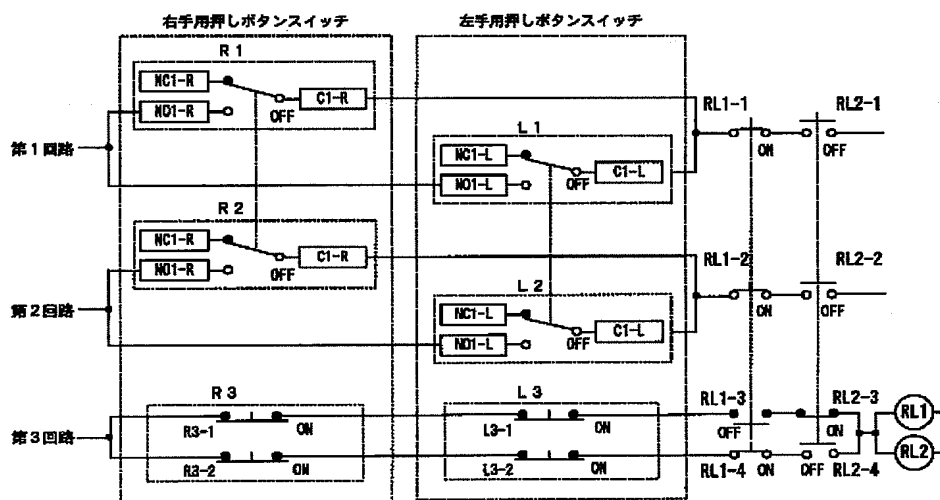 右手用押しボタンスイッチ
左手用押しボタンスイッチ
R1
NC1-R
NO1-R
OFF
C1-R
第1回路
L1
NC1-L
NO1-L
OFF
C1-L
RL1-1
ON
RL2-1
OFF
R2
NC1-R
NO1-R
OFF
C1-R
第2回路
L2
NC1-L
NO1-L
OFF
C1-L
RL1-2
ON
RL2-2
OFF
第3回路
R3
R3-1
ON
R3-2
ON
L3
L3-1
ON
L3-2
ON
RL1-3
OFF
RL1-4
ON
RL2-3
ON
OFF
RL2-4
RL1
RL2